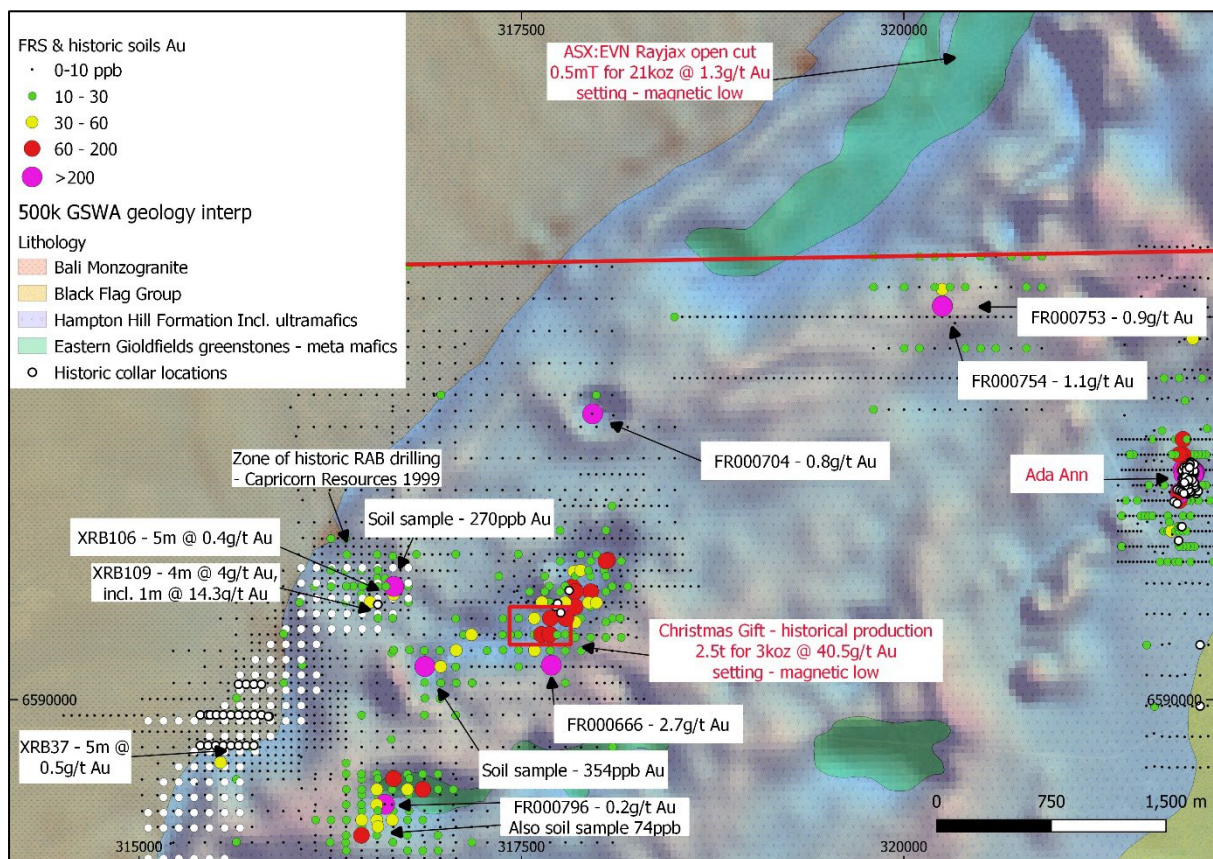 317500
320000
FRS & historic soils Au
0-10 ppb
10 - 30
30 - 60
60 - 200
>200
500k GSWA geology interp
Lithology
Bali Monzogranite
Black Flag Group
Hampton Hill Formation Incl. ultramafics
Eastern Gioldfields greenstones - meta mafics
Historic collar locations
ASX:EVN Rayjax open cut
0.5mT for 21koz @ 1.3g/t Au
setting - magnetic low
FR000753 - 0.9g/t Au
FR000754 - 1.1g/t Au
FR000704 - 0.8g/t Au
Ada Ann
Zone of historic RAB drilling
- Capricorn Resources 1999
Soil sample - 270ppb Au
XRB106 - 5m @ 0.4g/t Au
XRB109 - 4m @ 4g/t Au,
incl. 1m @ 14.3g/t Au
Christmas Gift - historical production
2.5t for 3koz @ 40.5g/t Au
setting - magnetic low
6590000
6590000
FR000666 - 2.7g/t Au
XRB37 - 5m @
0.5g/t Au
Soil sample - 354ppb Au
FR000796 - 0.2g/t Au
Also soil sample 74ppb
0 750 1,500 m
315000
317500
320000